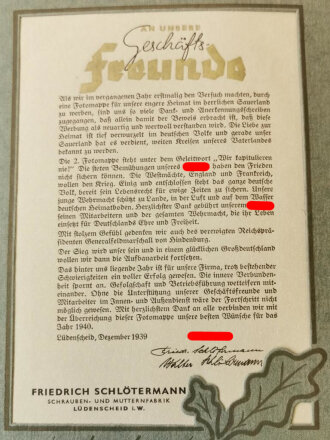 AN UNSERE
Geschäfts-
Freunde
Als wir im vergangenen Jahr erstmalig den Versuch machten, durch
eine Fotomappe für unsere engere Heimat im herrlichen Sauerland
zu werben, sind uns so viele Dank- und Anerkennungsschreiben
zugegangen, daß allein damit der Beweis erbracht ist, daß diese
Werbung als neuartig und wertvoll verstanden wird. Die Liebe zur
Heimat ist tief verwurzelt im deutschen Volke und gerade unser
Sauerland hat es verdient, weiten Kreisen unseres Vaterlandes
bekannt zu werden.
Die 2. Fotomappe steht unter dem Geleitwort „Wir kapitulieren
nie!“ Die steten Bemühungen unseres haben den Frieden
nicht sichern können. Die Westmächte, England und Frankreich,
wollen den Krieg. Einig und entschlossen steht das ganze deutsche
Volk, bereit sein Lebensrecht für ewige Zeiten zu sichern. Unsere
junge Wehrmacht schützt zu Lande, in der Luft und auf dem Wasser
deutschen Heimatboden. Herzlichster Dank gebührt unserem
seinen Mitarbeitern und der gesamten Wehrmacht, die ihr Leben
einsetzt für Deutschlands Ehre und Freiheit.
Mit stolzem Gefühl gedenken wir auch des verewigten Reichspräsi-
denten Generalfeldmarschall von Hindenburg.
Der Sieg wird unser sein und in einem glücklichen Großdeutschland
wollen wir dann die Aufbauarbeit fortsetzen.
Das hinter uns liegende Jahr ist für unsere Firma, trotz bestehender
Schwierigkeiten ein voller Erfolg gewesen. Die innere Verbunden-
heit spornt an. Gefolgschaft und Betriebsführung wetteifern mit-
einander. Ohne die Unterstützung unserer Geschäftsfreunde und
Mitarbeiter im Innen- und Außendienst wäre der Fortschritt nicht
möglich gewesen. Mit herzlichstem Dank an alle verbinden wir mit
der Überreichung dieser Fotomappe unsere besten Wünsche für das
Jahr 1940.
Lüdenscheid, Dezember 1939
Friedr. Schlötermann
Walther Schlötermann
FRIEDRICH SCHLÖTERMANN
SCHRAUBEN- UND MUTTERNFABRIK
LÜDENSCHEID I. W.